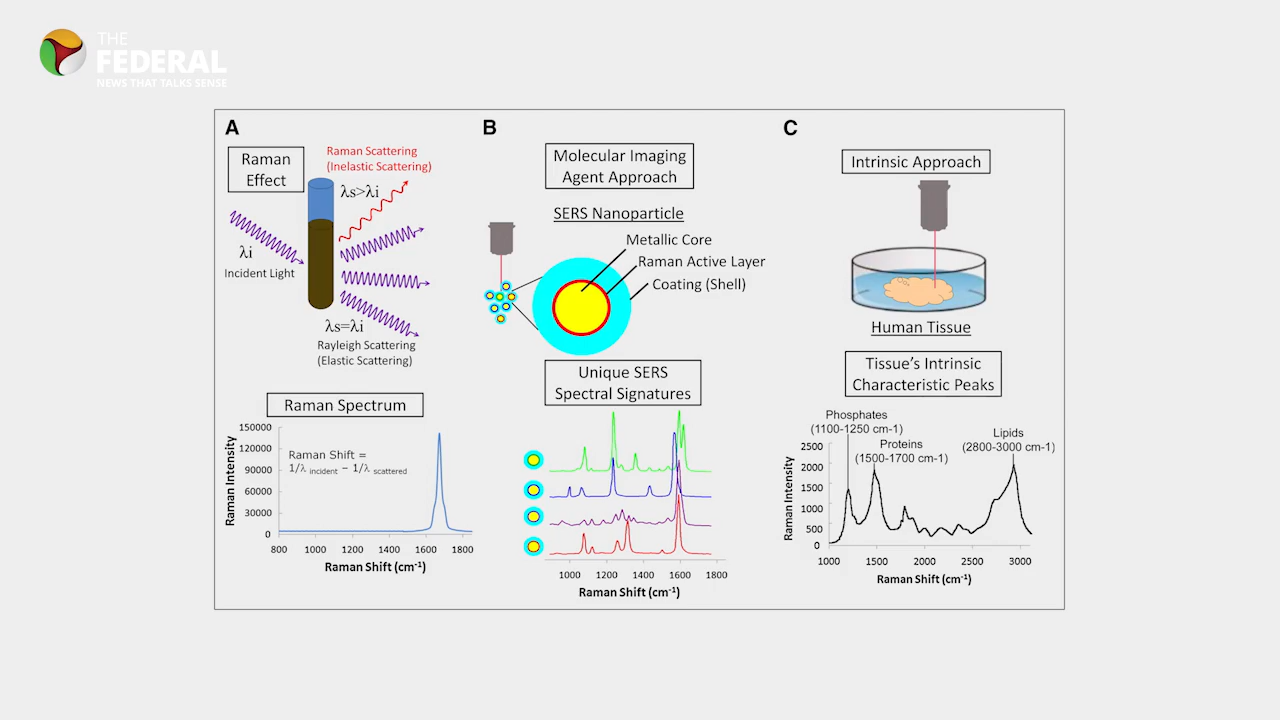 THE
FEDERAL
NEWS THAT TALKS SENSE
A
Raman
Effect
Raman Scattering
(Inelastic Scattering)
λs>λi
λi
Incident Light
λs=λi
Rayleigh Scattering
(Elastic Scattering)
Raman Spectrum
Raman Intensity
150000
120000
90000
60000
30000
0
Raman Shift =
1/λ incident − 1/λ scattered
800 1000 1200 1400 1600 1800
Raman Shift (cm-1)
B
Molecular Imaging
Agent Approach
SERS Nanoparticle
Metallic Core
Raman Active Layer
Coating (Shell)
Unique SERS
Spectral Signatures
1000 1200 1400 1600 1800
Raman Shift (cm-1)
C
Intrinsic Approach
Human Tissue
Tissue's Intrinsic
Characteristic Peaks
Phosphates
(1100-1250 cm-1)
Proteins
(1500-1700 cm-1)
Lipids
(2800-3000 cm-1)
Raman Intensity
2500
2000
1500
1000
500
0
1000 1500 2000 2500 3000
Raman Shift (cm-1)